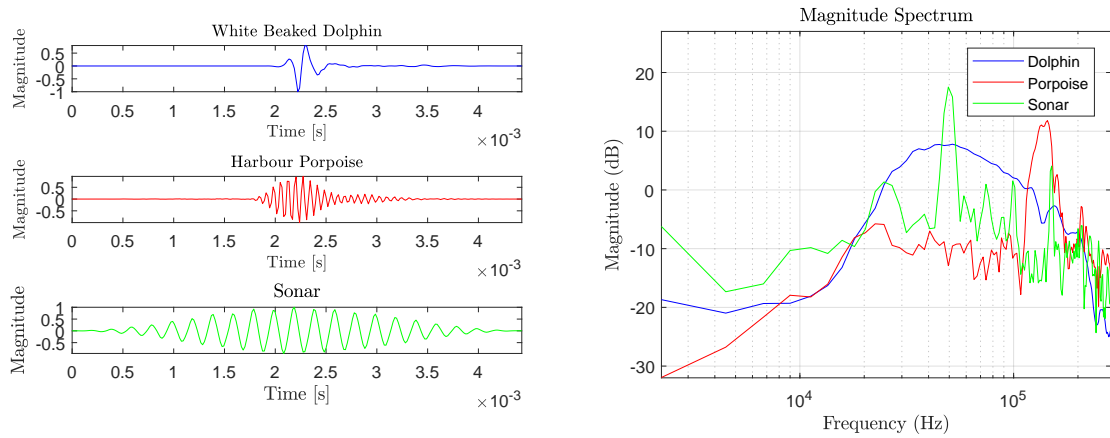 White Beaked Dolphin
Magnitude
0.5
0
-0.5
-1
0 0.5 1 1.5 2 2.5 3 3.5 4
Time [s]
×10⁻³
Harbour Porpoise
Magnitude
0.5
0
-0.5
0 0.5 1 1.5 2 2.5 3 3.5 4
Time [s]
×10⁻³
Sonar
Magnitude
1
0.5
0
-0.5
0 0.5 1 1.5 2 2.5 3 3.5 4
Time [s]
×10⁻³
Magnitude Spectrum
Magnitude (dB)
20
10
0
-10
-20
-30
Dolphin
Porpoise
Sonar
10⁴ 10⁵
Frequency (Hz)